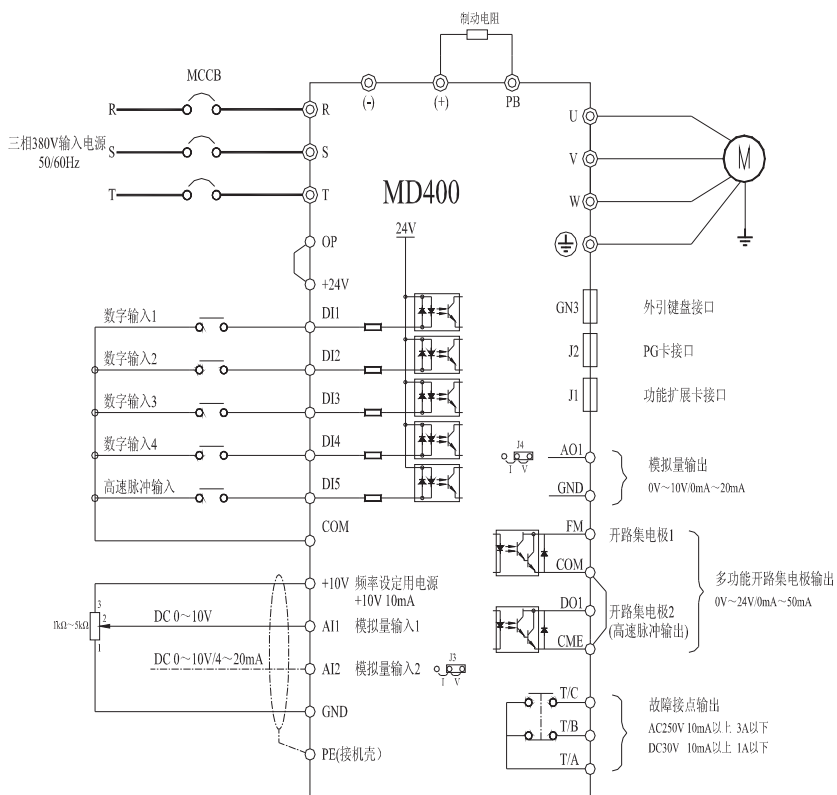 制动电阻
MCCB
(-)
(+)
PB
R
R
三相380V输入电源
50/60Hz
S
S
T
T
MD400
24V
U
V
W
M
OP
+24V
数字输入1
DI1
数字输入2
DI2
数字输入3
DI3
数字输入4
DI4
高速脉冲输入
DI5
COM
GN3
外引键盘接口
J2
PG卡接口
J1
功能扩展卡接口
J4
I V
AO1
GND
模拟量输出
0V～10V/0mA～20mA
FM
开路集电极1
COM
DO1
开路集电极2
(高速脉冲输出)
CME
多功能开路集电极输出
0V～24V/0mA～50mA
+10V 频率设定用电源
+10V 10mA
1kΩ～5kΩ
3
2
1
DC 0～10V
AI1 模拟量输入1
DC 0～10V/4～20mA
AI2 模拟量输入2
J3
I V
GND
PE(接机壳）
T/C
T/B
T/A
故障接点输出
AC250V 10mA以上 3A以下
DC30V 10mA以上 1A以下